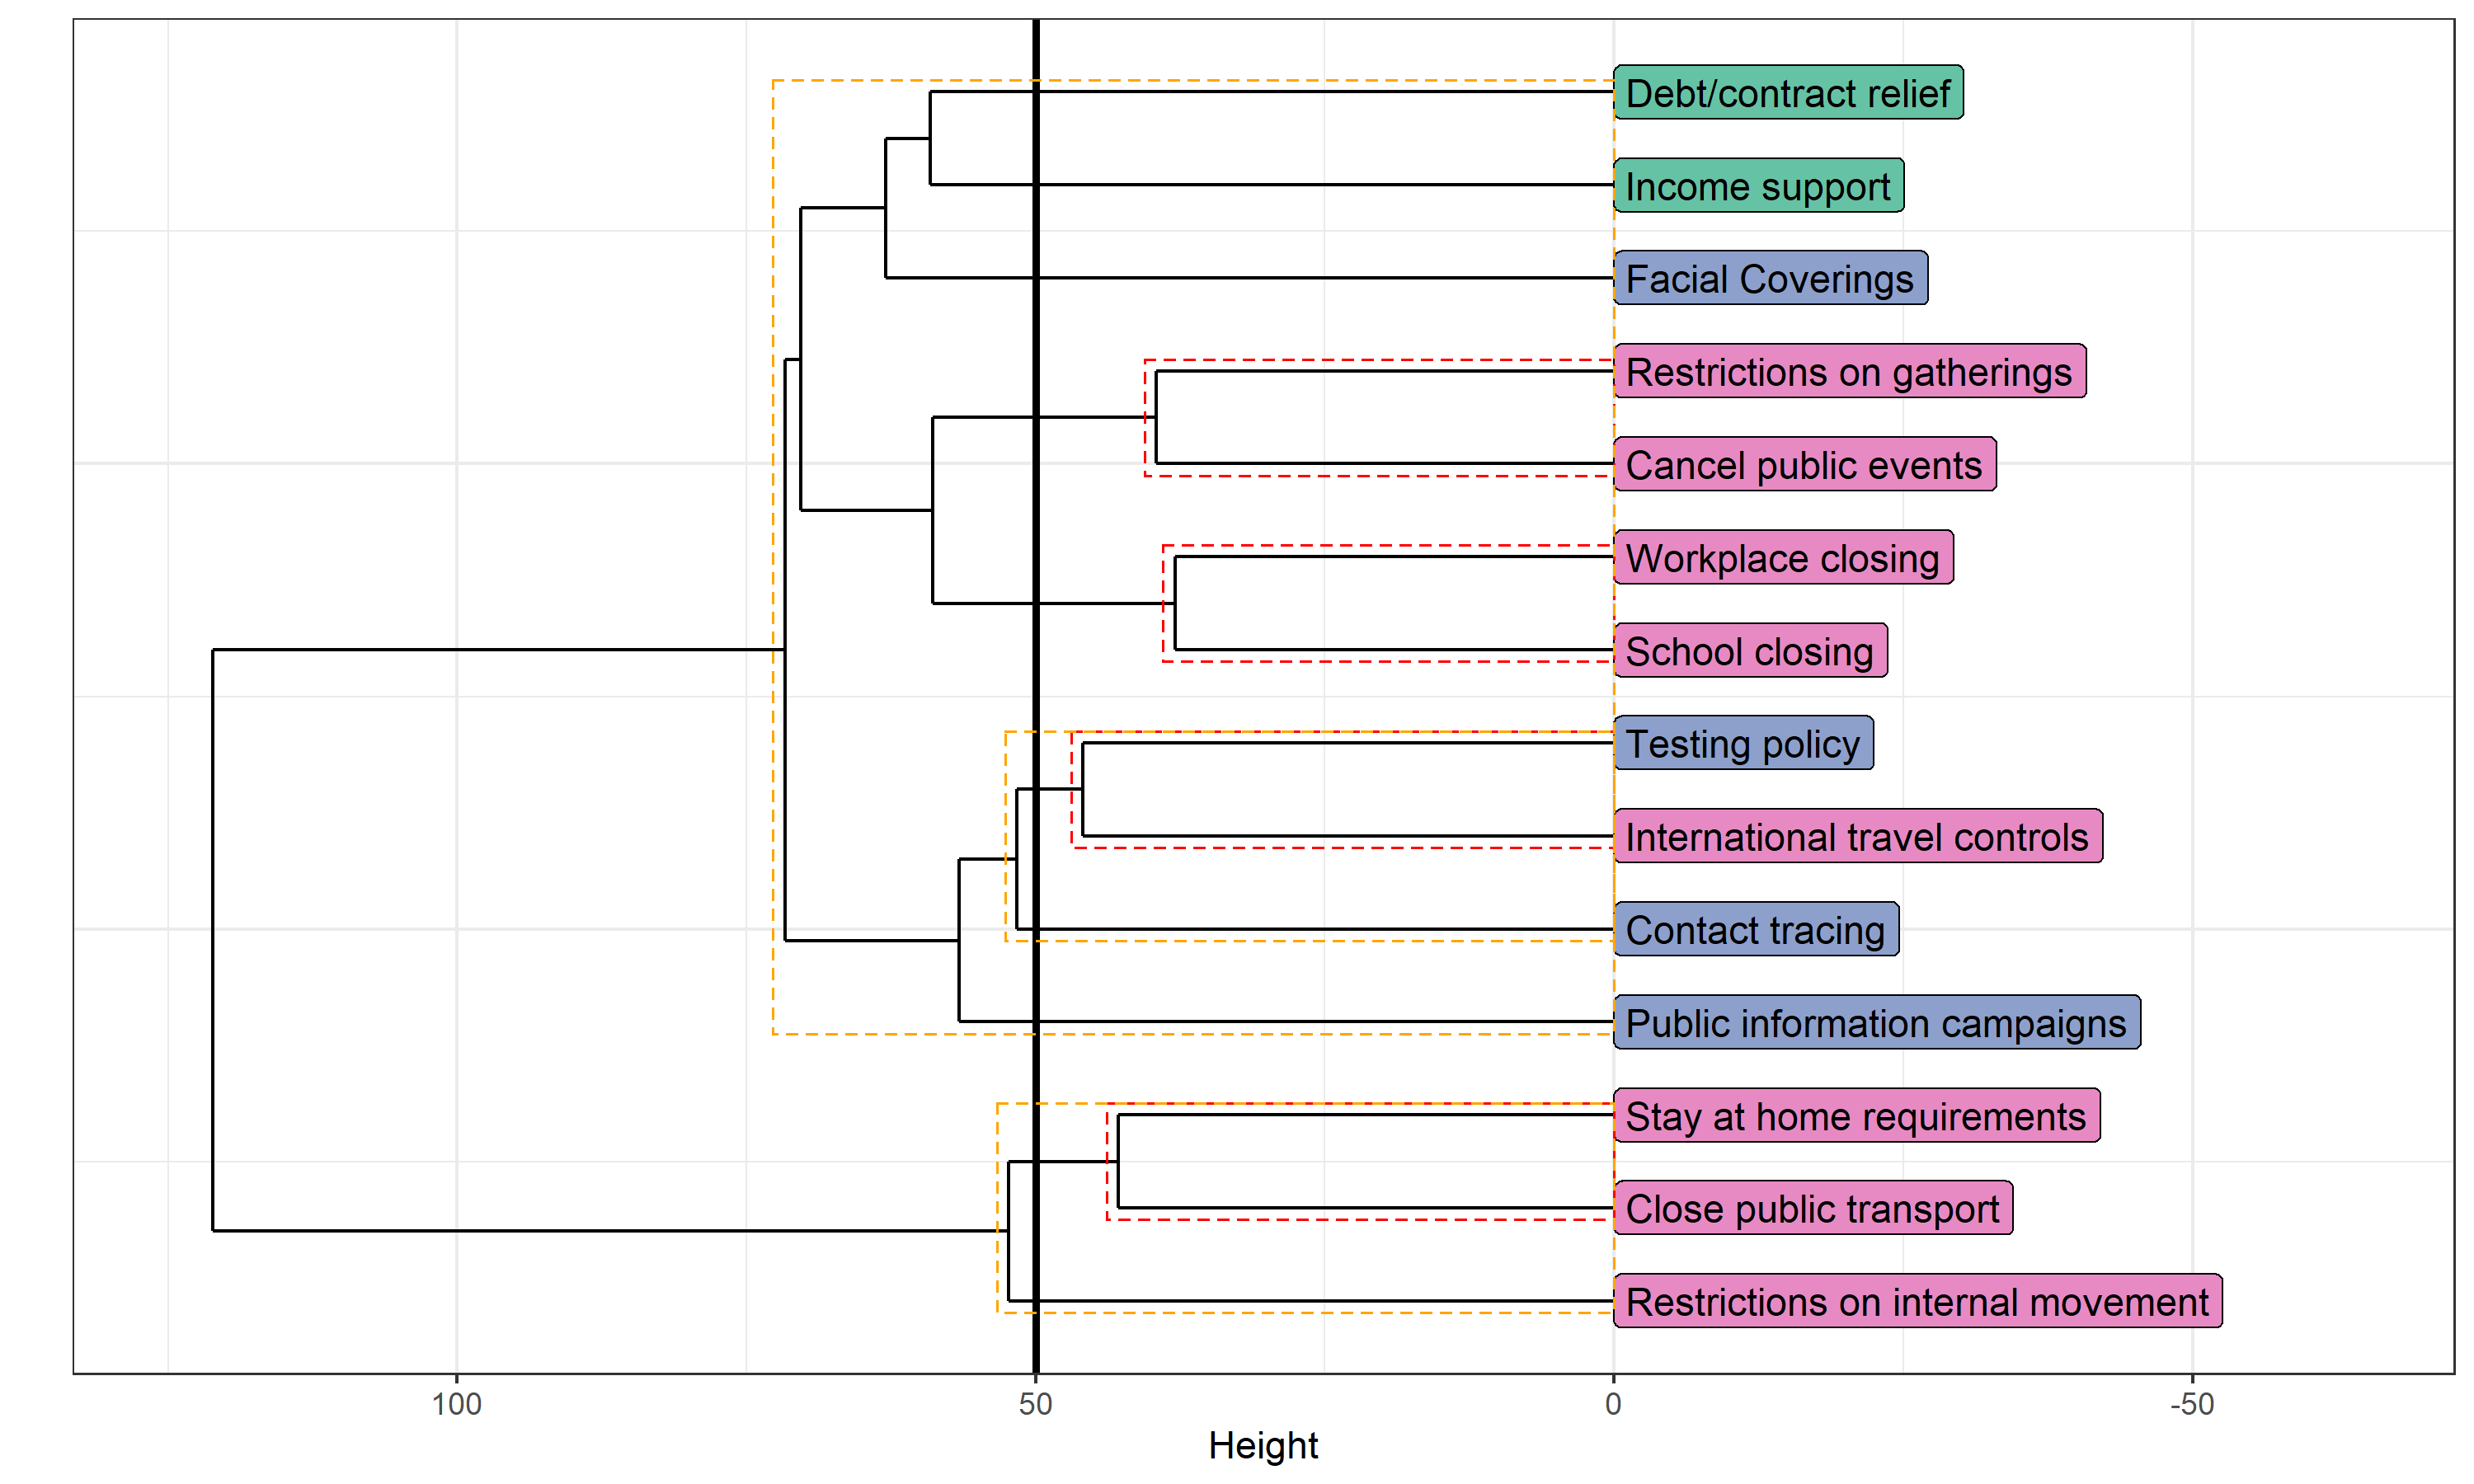 Debt/contract relief
Income support
Facial Coverings
Restrictions on gatherings
Cancel public events
Workplace closing
School closing
Testing policy
International travel controls
Contact tracing
Public information campaigns
Stay at home requirements
Close public transport
Restrictions on internal movement
100 50 0 -50
Height